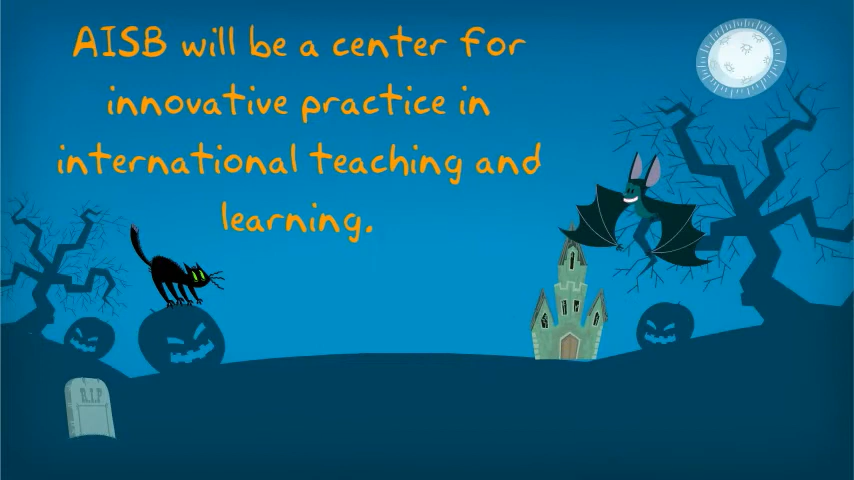 AISB will be a center for
innovative practice in
international teaching and
learning.
R.I.P